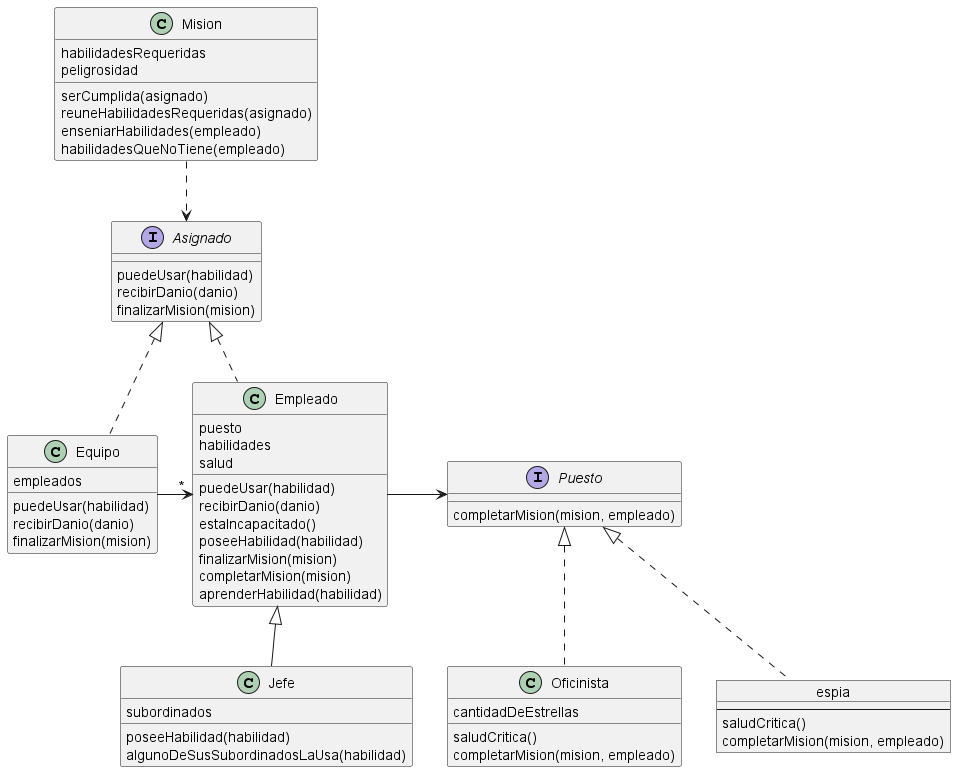 C Mision
habilidadesRequeridas
peligrosidad
serCumplida(asignado)
reuneHabilidadesRequeridas(asignado)
enseniarHabilidades(empleado)
habilidadesQueNoTiene(empleado)
I Asignado
puedeUsar(habilidad)
recibirDanio(danio)
finalizarMision(mision)
C Empleado
puesto
habilidades
salud
puedeUsar(habilidad)
recibirDanio(danio)
estaIncapacitado()
poseeHabilidad(habilidad)
finalizarMision(mision)
completarMision(mision)
aprenderHabilidad(habilidad)
C Equipo
empleados
puedeUsar(habilidad)
recibirDanio(danio)
finalizarMision(mision)
*
I Puesto
completarMision(mision, empleado)
C Jefe
subordinados
poseeHabilidad(habilidad)
algunoDeSusSubordinadosLaUsa(habilidad)
C Oficinista
cantidadDeEstrellas
saludCritica()
completarMision(mision, empleado)
espia
saludCritica()
completarMision(mision, empleado)